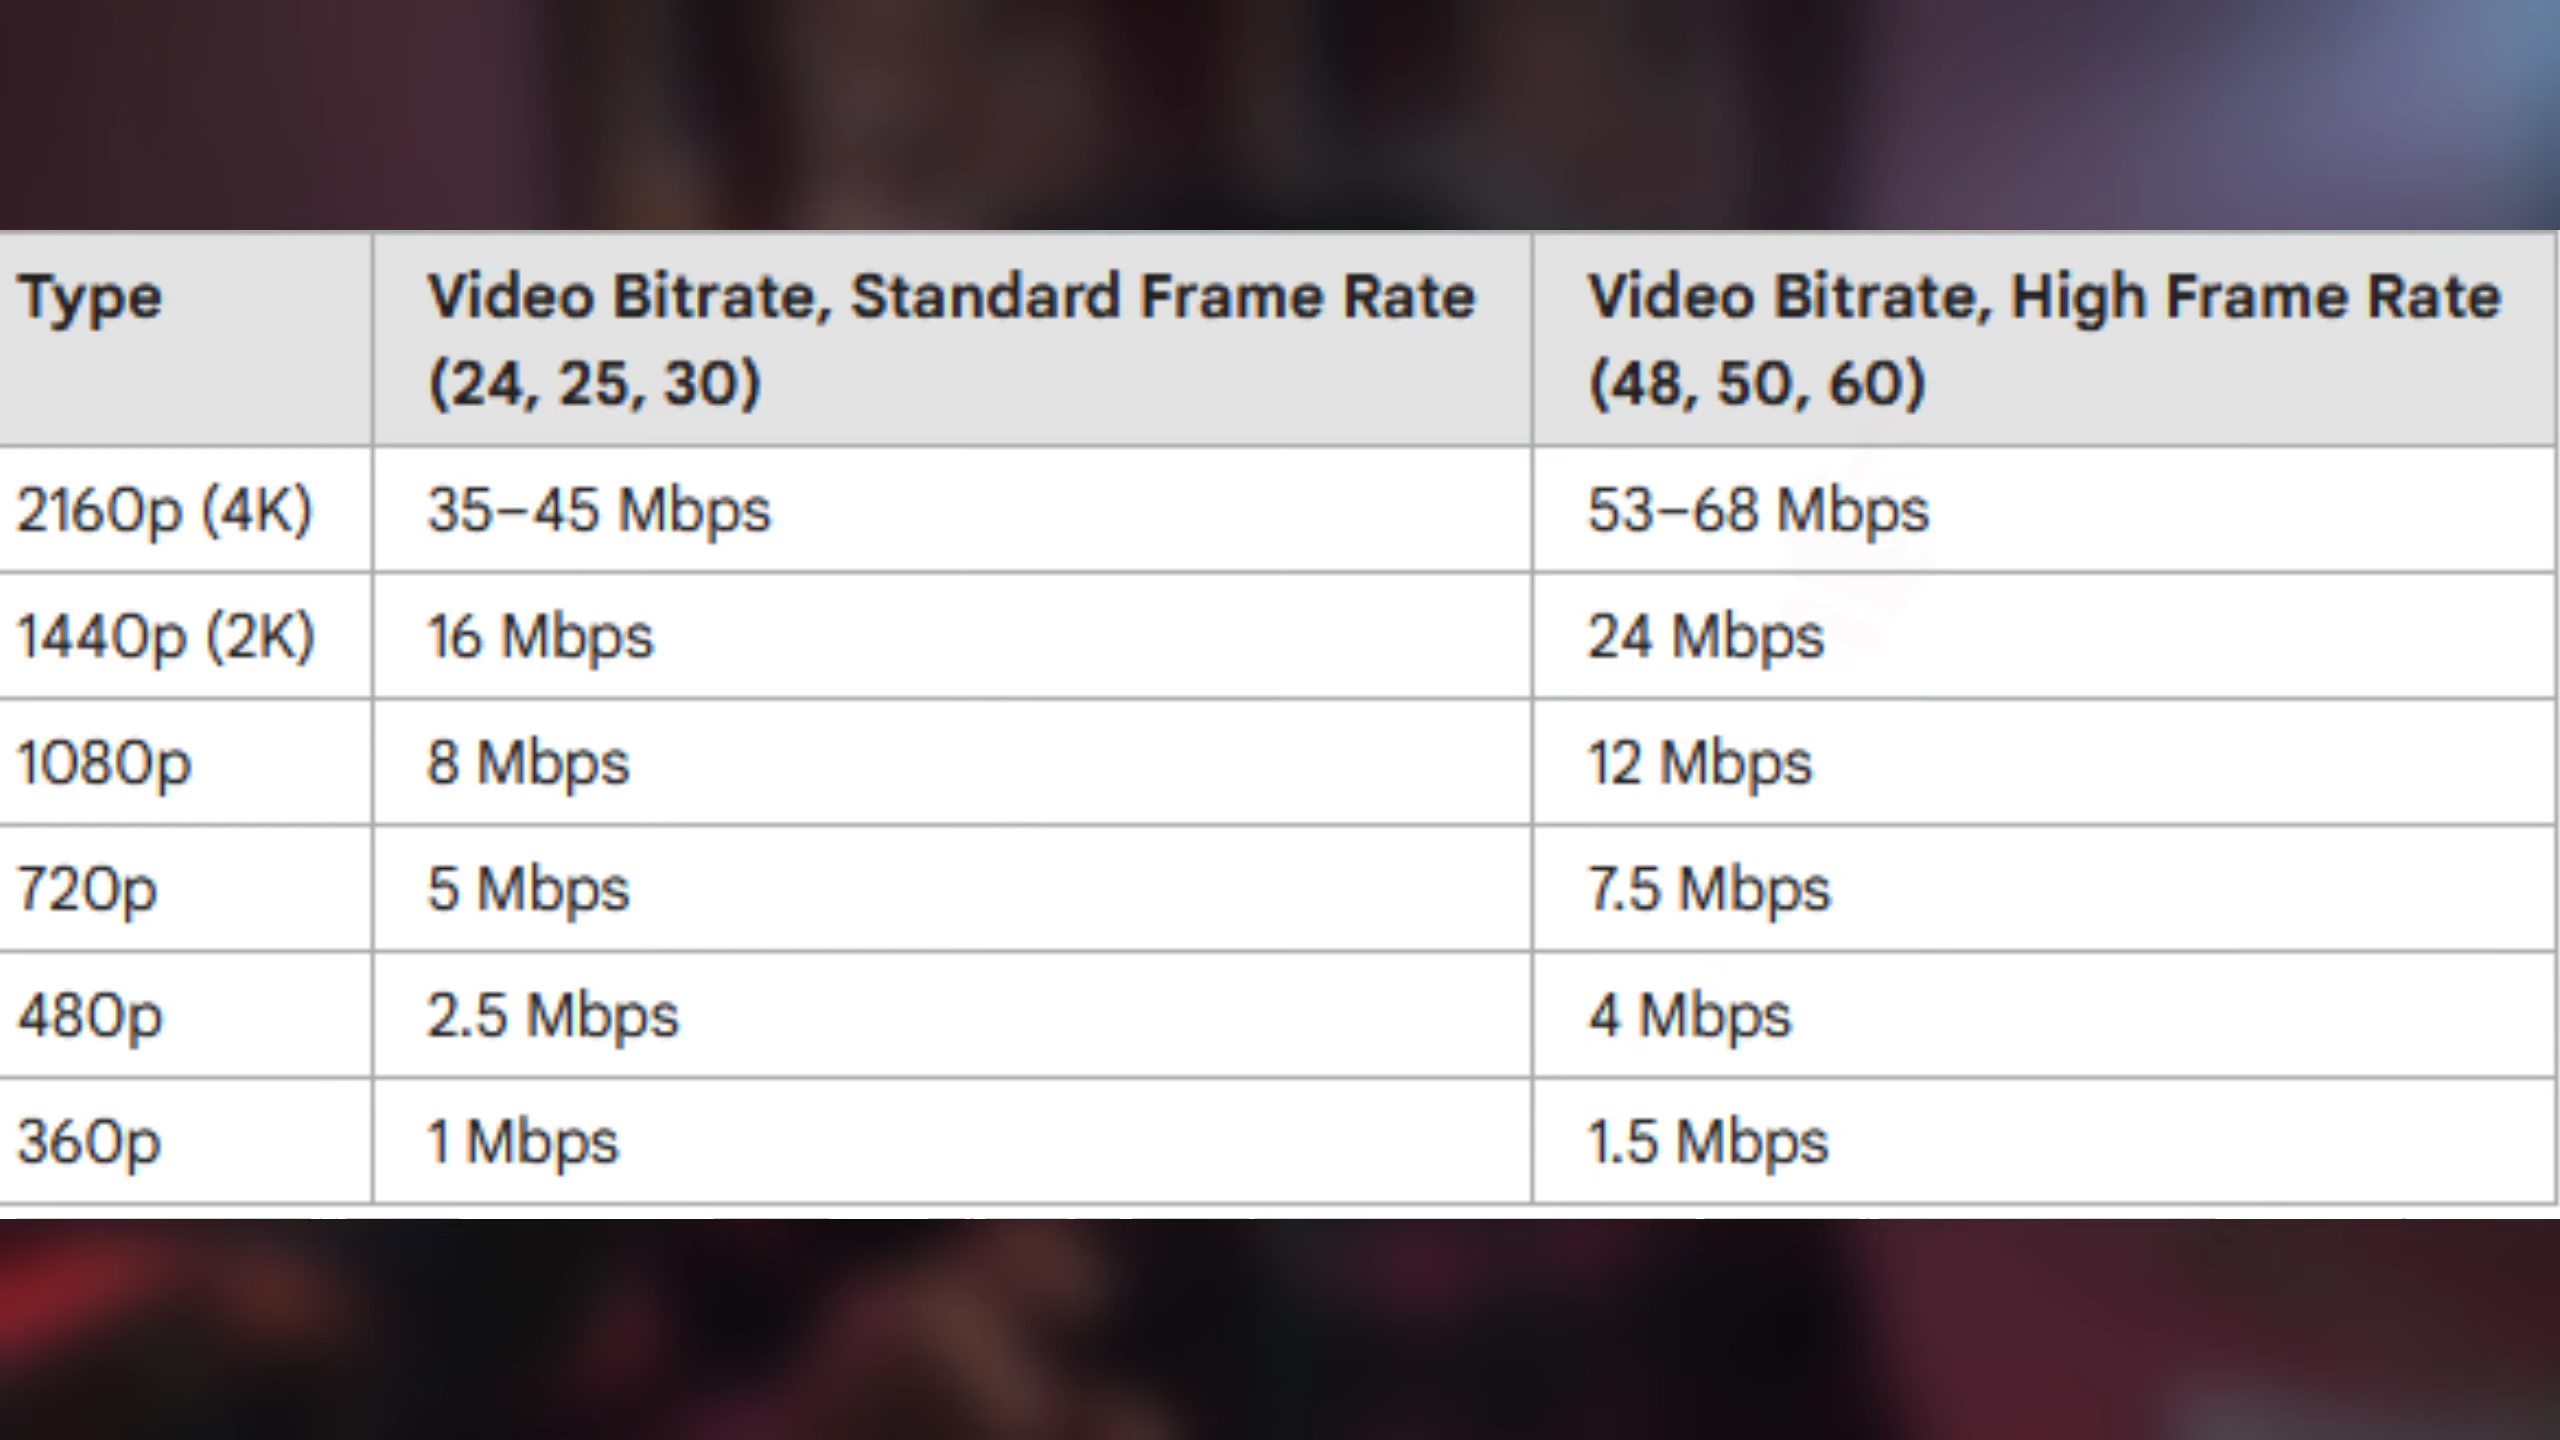 Type
Video Bitrate, Standard Frame Rate
(24, 25, 30)
Video Bitrate, High Frame Rate
(48, 50, 60)
2160p (4K)
35–45 Mbps
53–68 Mbps
1440p (2K)
16 Mbps
24 Mbps
1080p
8 Mbps
12 Mbps
720p
5 Mbps
7.5 Mbps
480p
2.5 Mbps
4 Mbps
360p
1 Mbps
1.5 Mbps